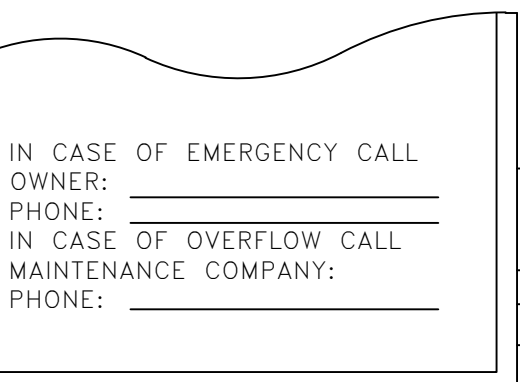 IN CASE OF EMERGENCY CALL
OWNER:
PHONE:
IN CASE OF OVERFLOW CALL
MAINTENANCE COMPANY:
PHONE: